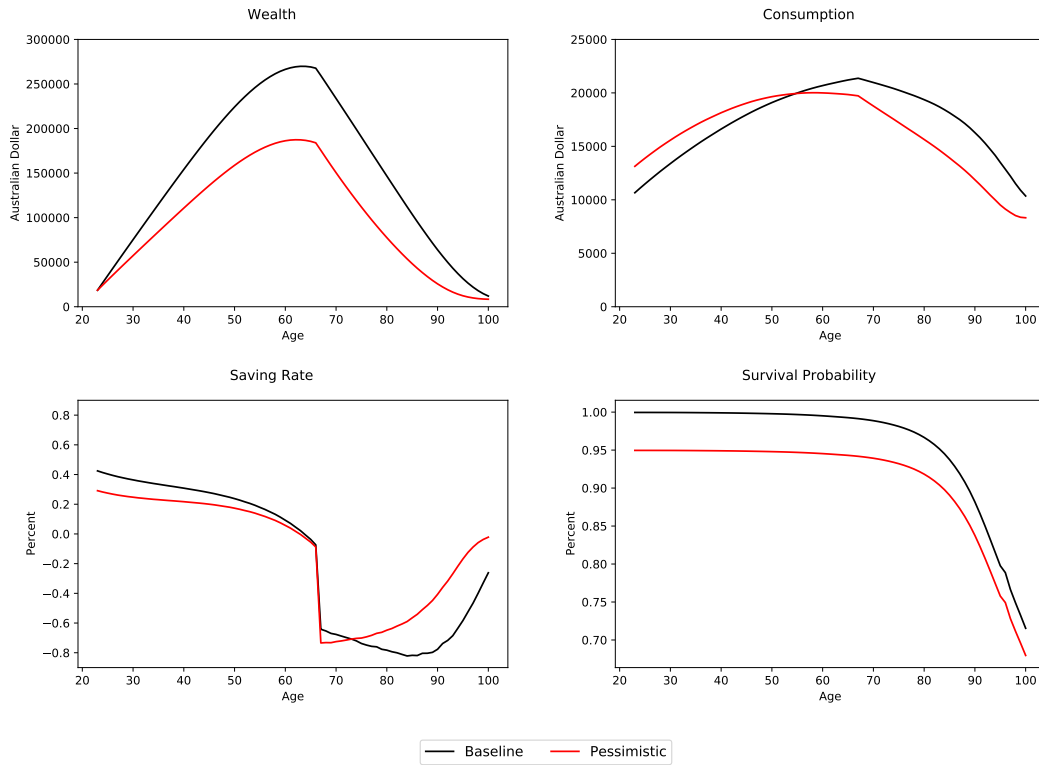 Wealth
300000
250000
200000
150000
100000
50000
0
Australian Dollar
20 30 40 50 60 70 80 90 100
Age
Consumption
25000
20000
15000
10000
5000
0
Australian Dollar
20 30 40 50 60 70 80 90 100
Age
Saving Rate
0.8
0.6
0.4
0.2
0.0
−0.2
−0.4
−0.6
−0.8
Percent
20 30 40 50 60 70 80 90 100
Age
Survival Probability
1.00
0.95
0.90
0.85
0.80
0.75
0.70
Percent
20 30 40 50 60 70 80 90 100
Age
Baseline Pessimistic